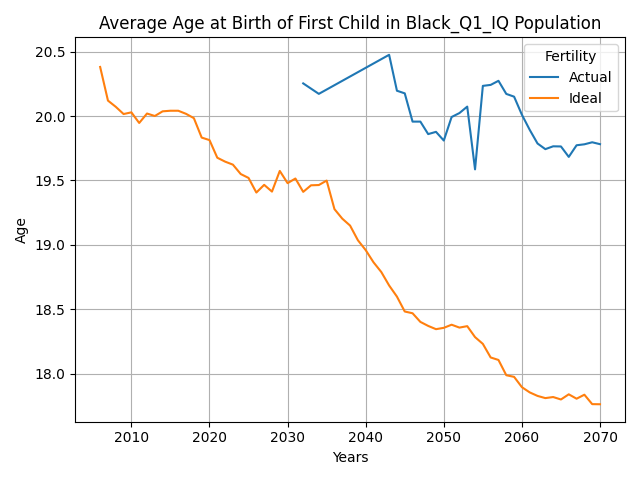 Average Age at Birth of First Child in Black_Q1_IQ Population
Fertility
Actual
Ideal
Age
20.5
20.0
19.5
19.0
18.5
18.0
2010 2020 2030 2040 2050 2060 2070
Years